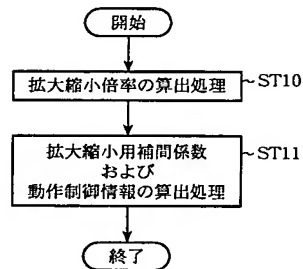 開始
拡大縮小倍率の算出処理
~ST10
拡大縮小用補間係数
および
動作制御情報の算出処理
~ST11
終了